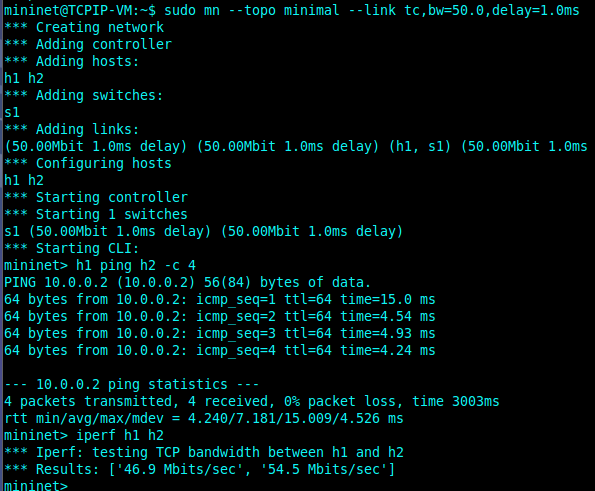 mininet@TCPIP-VM:~$ sudo mn --topo minimal --link tc,bw=50.0,delay=1.0ms
*** Creating network
*** Adding controller
*** Adding hosts:
h1 h2
*** Adding switches:
s1
*** Adding links:
(50.00Mbit 1.0ms delay) (50.00Mbit 1.0ms delay) (h1, s1) (50.00Mbit 1.0ms
*** Configuring hosts
h1 h2
*** Starting controller
*** Starting 1 switches
s1 (50.00Mbit 1.0ms delay) (50.00Mbit 1.0ms delay)
*** Starting CLI:
mininet> h1 ping h2 -c 4
PING 10.0.0.2 (10.0.0.2) 56(84) bytes of data.
64 bytes from 10.0.0.2: icmp_seq=1 ttl=64 time=15.0 ms
64 bytes from 10.0.0.2: icmp_seq=2 ttl=64 time=4.54 ms
64 bytes from 10.0.0.2: icmp_seq=3 ttl=64 time=4.93 ms
64 bytes from 10.0.0.2: icmp_seq=4 ttl=64 time=4.24 ms
--- 10.0.0.2 ping statistics ---
4 packets transmitted, 4 received, 0% packet loss, time 3003ms
rtt min/avg/max/mdev = 4.240/7.181/15.009/4.526 ms
mininet> iperf h1 h2
*** Iperf: testing TCP bandwidth between h1 and h2
*** Results: ['46.9 Mbits/sec', '54.5 Mbits/sec']
mininet>